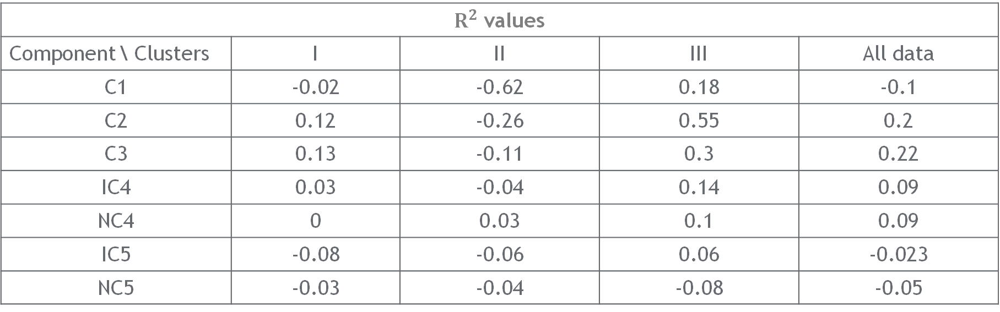 R² values
Component \ Clusters I II III All data
C1 -0.02 -0.62 0.18 -0.1
C2 0.12 -0.26 0.55 0.2
C3 0.13 -0.11 0.3 0.22
IC4 0.03 -0.04 0.14 0.09
NC4 0 0.03 0.1 0.09
IC5 -0.08 -0.06 0.06 -0.023
NC5 -0.03 -0.04 -0.08 -0.05